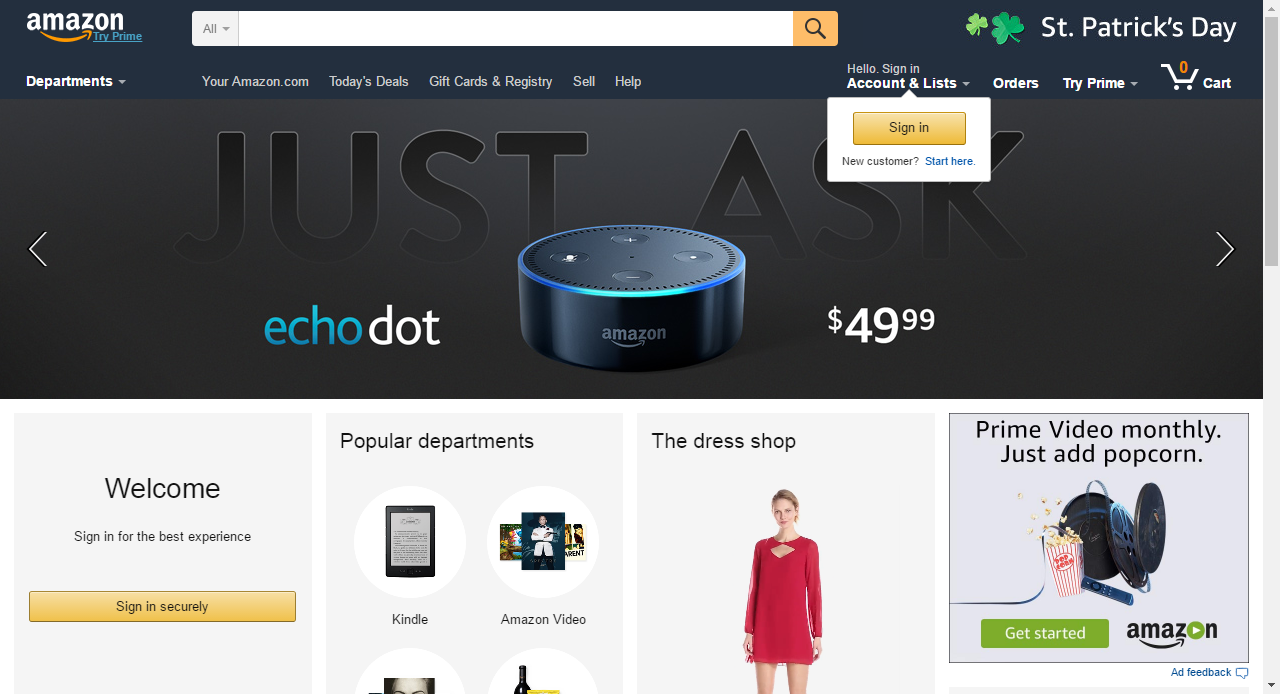 amazon
Try Prime
All
St. Patrick's Day
Departments
Your Amazon.com
Today's Deals
Gift Cards & Registry
Sell
Help
Hello. Sign in
Account & Lists
Orders
Try Prime
0
Cart
Sign in
New customer? Start here.
JUST ASK
echo dot
amazon
$49 99
Welcome
Sign in for the best experience
Sign in securely
Popular departments
Kindle
Amazon Video
The dress shop
Prime Video monthly.
Just add popcorn.
Get started
amazon
Ad feedback